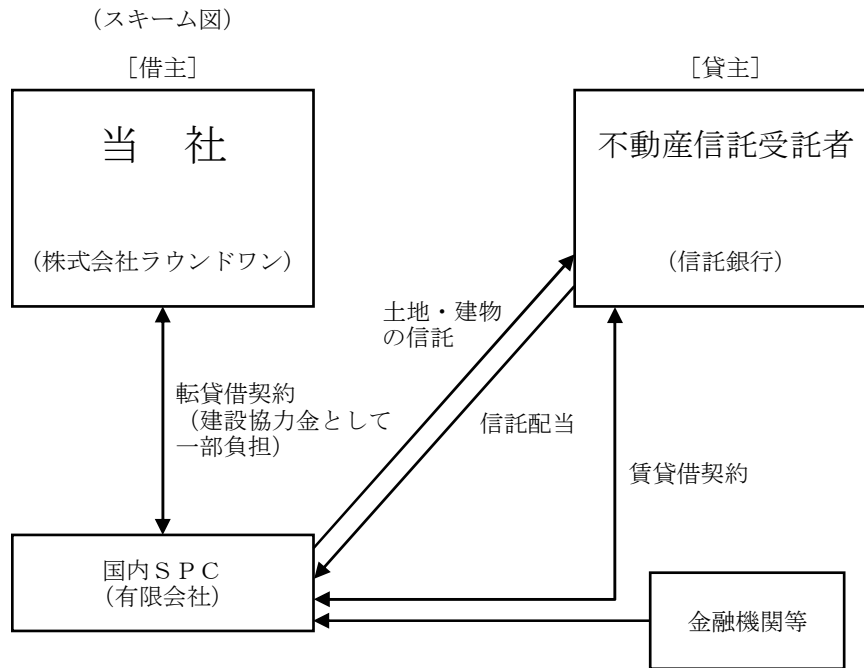 （スキーム図）
［借主］
［貸主］
当　社
（株式会社ラウンドワン）
不動産信託受託者
（信託銀行）
土地・建物
の信託
転貸借契約
（建設協力金として
一部負担）
信託配当
賃貸借契約
国内ＳＰＣ
（有限会社）
金融機関等